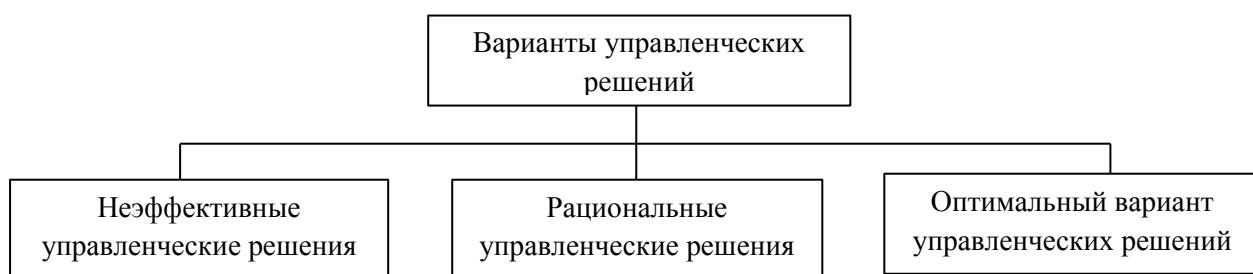 Варианты управленческих
решений
Неэффективные
управленческие решения
Рациональные
управленческие решения
Оптимальный вариант
управленческих решений